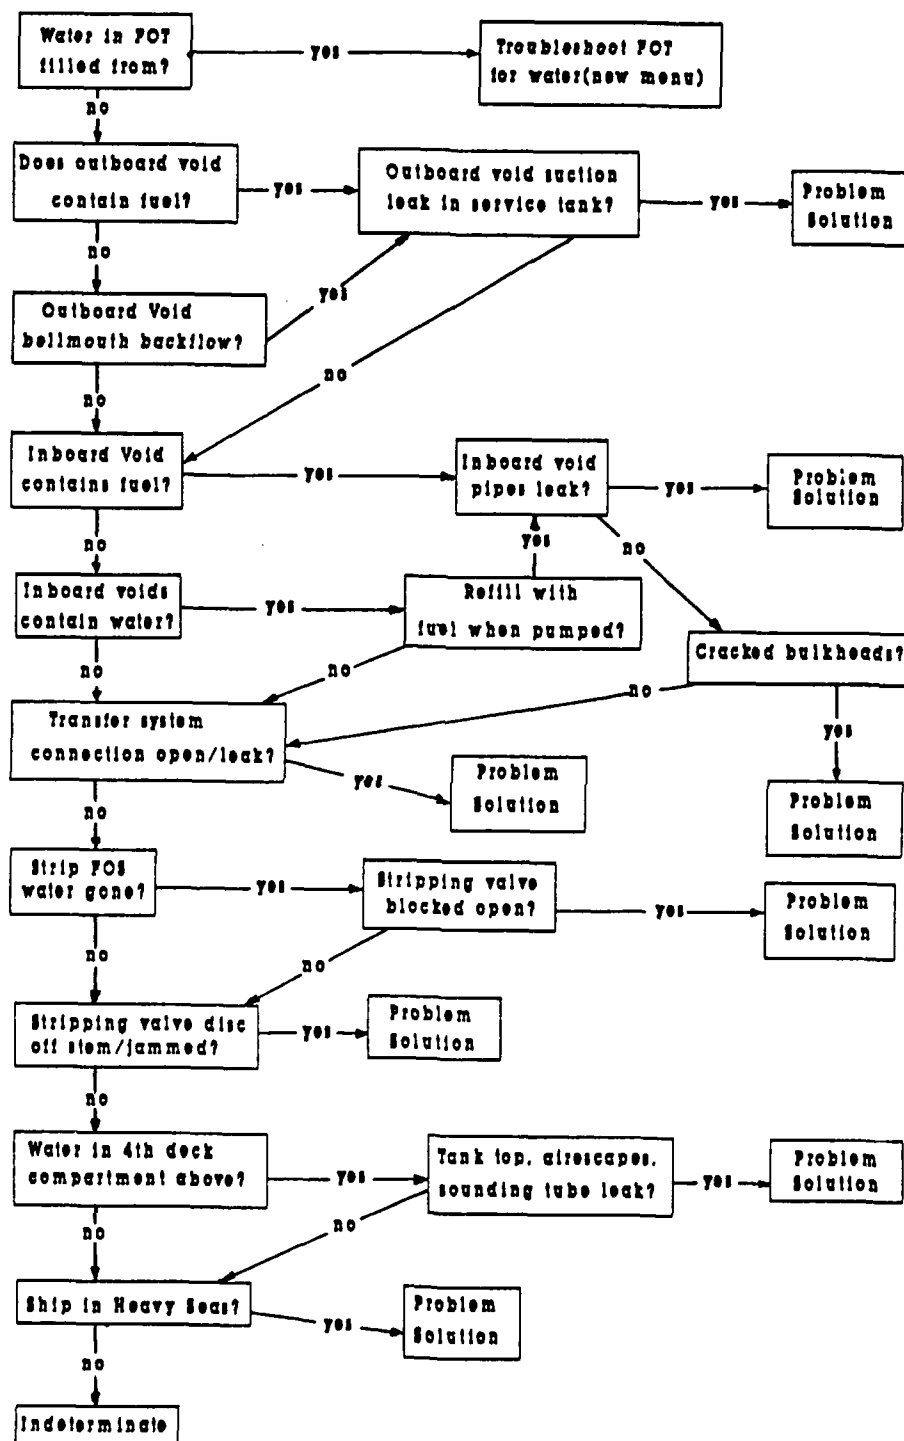 Water in FOT
filled from?
yes
Troubleshoot FOT
for water(new menu)
no
Does outboard void
contain fuel?
yes
Outboard void suction
leak in service tank?
yes
Problem
Solution
no
yes
Outboard Void
bellmouth backflow?
no
no
Inboard Void
contains fuel?
yes
Inboard void
pipes leak?
yes
Problem
Solution
no
yes
no
Inboard voids
contain water?
yes
Refill with
fuel when pumped?
Cracked bulkheads?
no
no
no
Transfer system
connection open/leak?
yes
yes
Problem
Solution
Problem
Solution
no
Strip FOS
water gone?
yes
Stripping valve
blocked open?
yes
Problem
Solution
no
no
Stripping valve disc
off stem/jammed?
yes
Problem
Solution
no
Water in 4th deck
compartment above?
yes
Tank top, airescapes,
sounding tube leak?
yes
Problem
Solution
no
no
Ship in Heavy Seas?
yes
Problem
Solution
no
Indeterminate